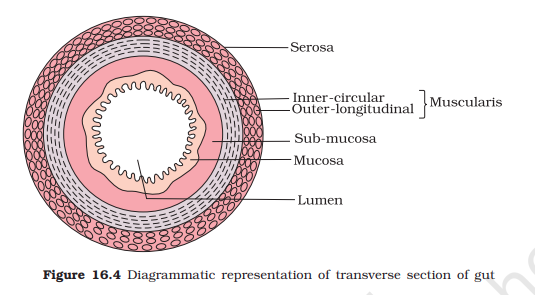 Serosa
Inner-circular
Outer-longitudinal
Muscularis
Sub-mucosa
Mucosa
Lumen
Figure 16.4 Diagrammatic representation of transverse section of gut